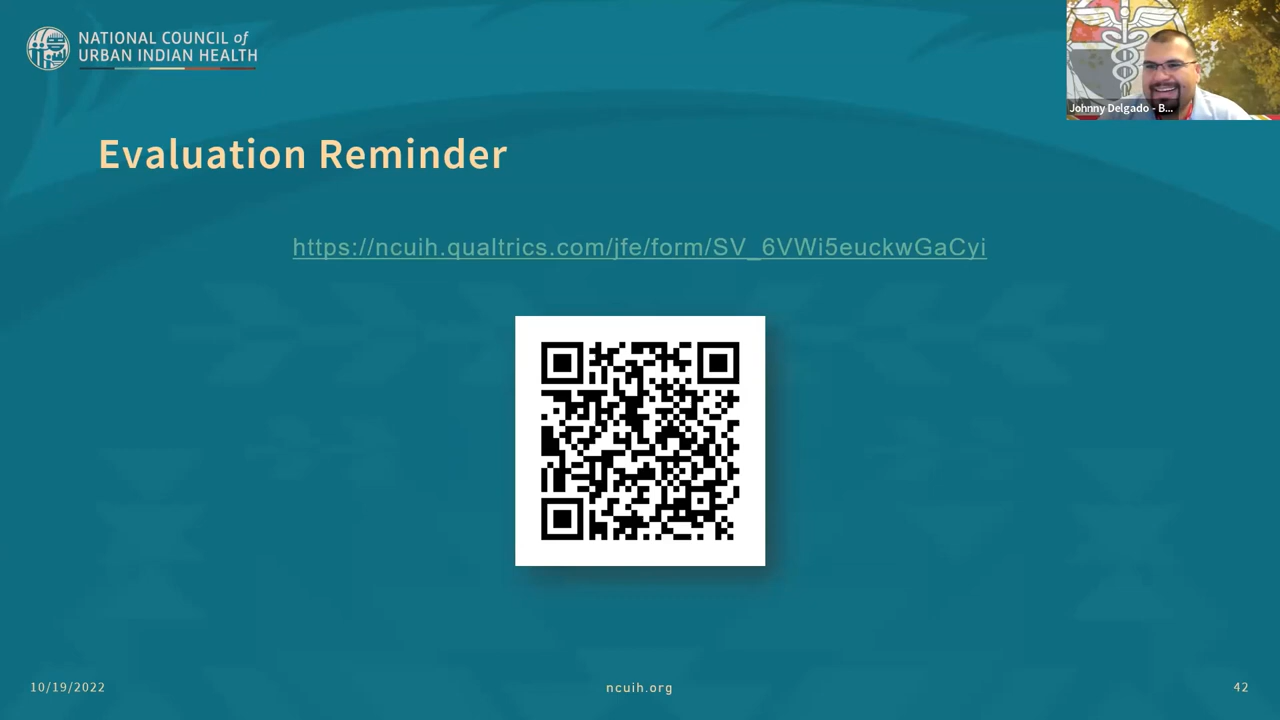 NATIONAL COUNCIL of
URBAN INDIAN HEALTH
Johnny Delgado - B...
Evaluation Reminder
https://ncuih.qualtrics.com/jfe/form/SV_6VWi5euckwGaCyi
10/19/2022
ncuih.org
42